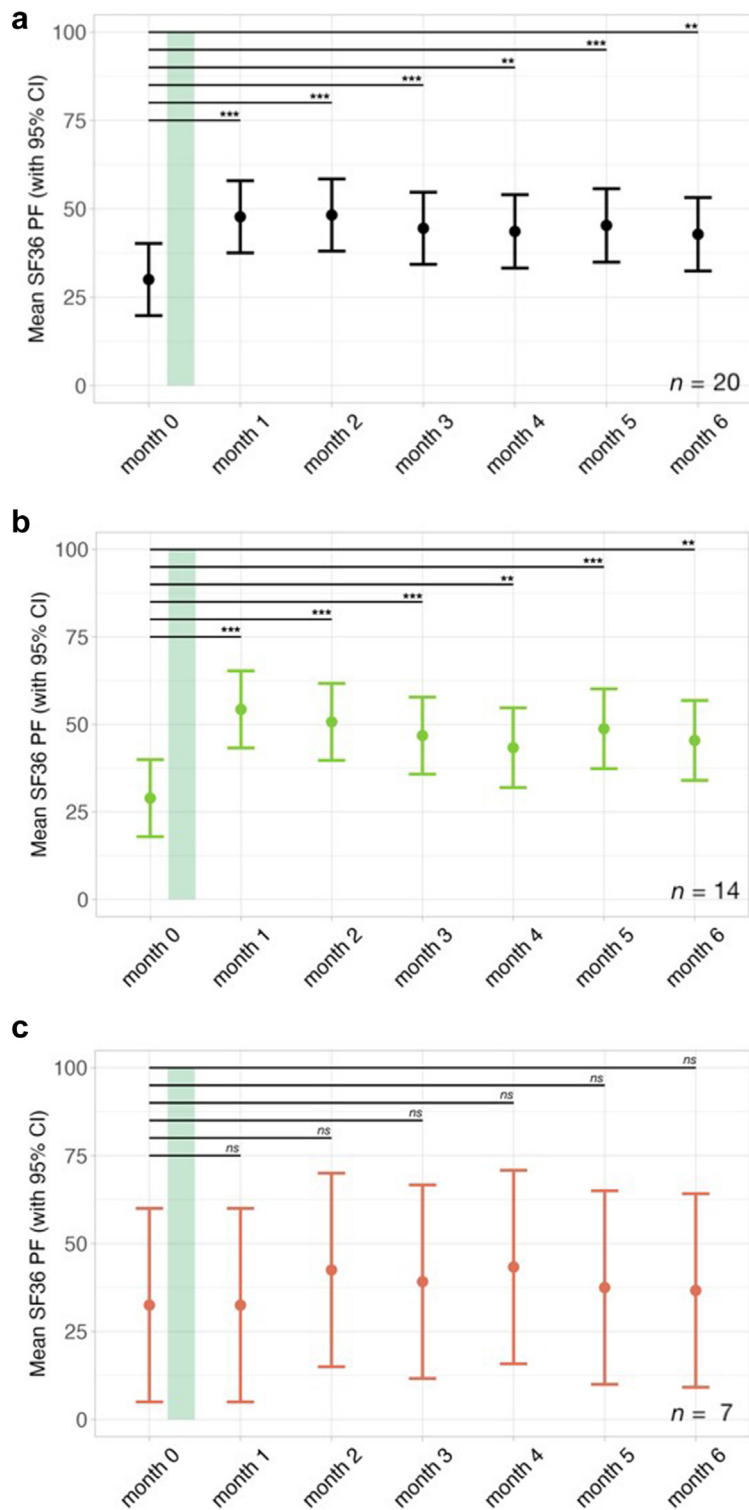 a
100
75
50
25
0
Mean SF36 PF (with 95% CI)
**
***
**
***
***
***
n = 20
month 0
month 1
month 2
month 3
month 4
month 5
month 6
b
100
75
50
25
0
Mean SF36 PF (with 95% CI)
**
***
**
***
***
***
n = 14
month 0
month 1
month 2
month 3
month 4
month 5
month 6
c
100
75
50
25
0
Mean SF36 PF (with 95% CI)
ns
ns
ns
ns
ns
ns
n = 7
month 0
month 1
month 2
month 3
month 4
month 5
month 6